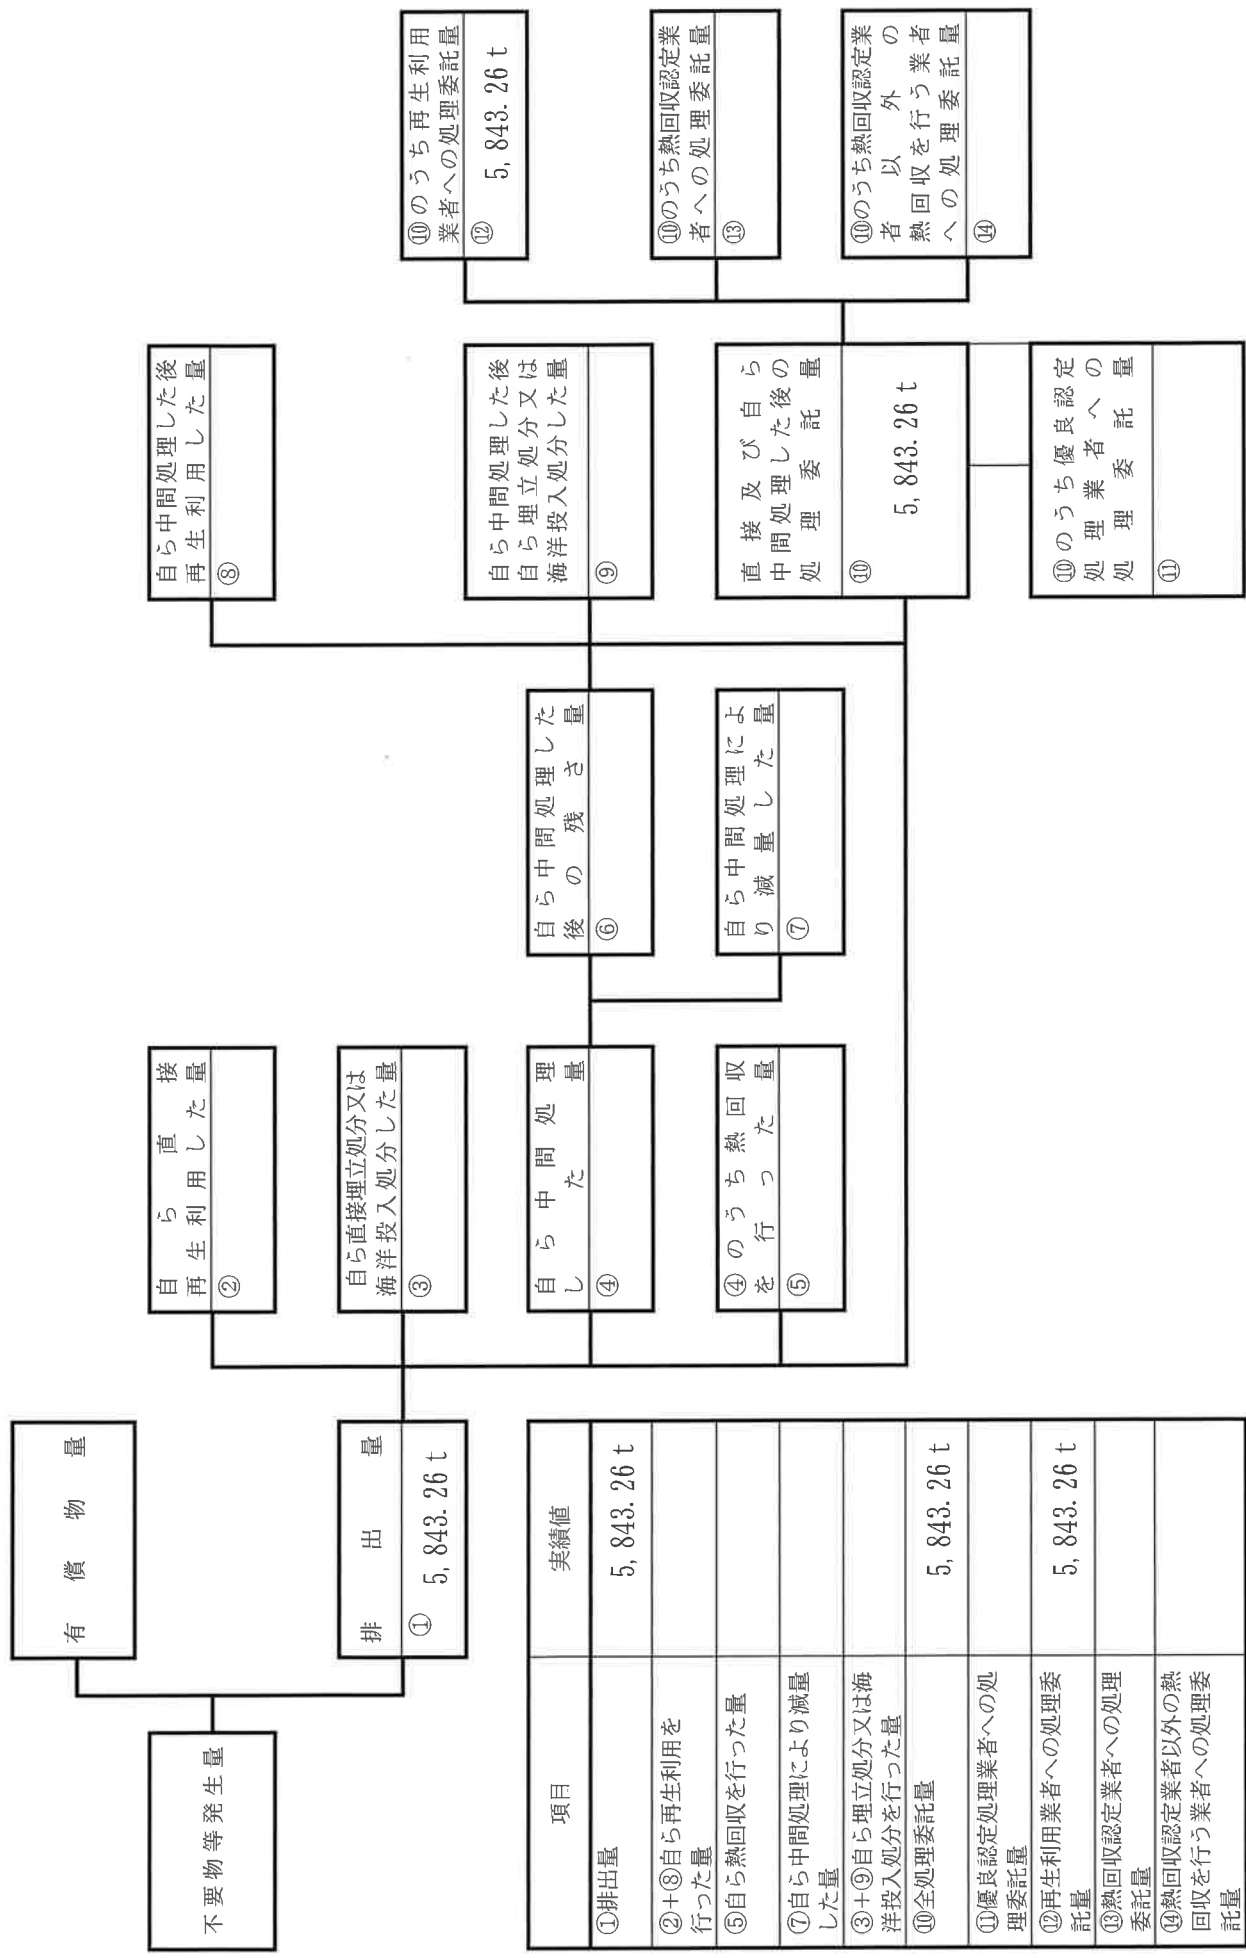 不要物等発生量
有償物量
排出量
① 5,843.26 t
自ら直接
再生利用した量
②
自ら直接埋立処分又は
海洋投入処分した量
③
自ら中間処理
した量
④
④のうち熱回収
を行った量
⑤
自ら中間処理した
後の残さ量
⑥
自ら中間処理によ
り減量した量
⑦
自ら中間処理した後
再生利用した量
⑧
自ら中間処理した後
自ら埋立処分又は
海洋投入処分した量
⑨
直接及び自ら
中間処理した後の
処理委託量
⑩
5,843.26 t
⑩のうち優良認定
処理業者への
処理委託量
⑪
⑩のうち再生利用
業者への処理委託量
⑫
5,843.26 t
⑩のうち熱回収認定業
者への処理委託量
⑬
⑩のうち熱回収認定業
者以外の
熱回収を行う業者
への処理委託量
⑭
項目 実績値
①排出量 5,843.26 t
②+⑧自ら再生利用を
行った量
⑤自ら熱回収を行った量
⑦自ら中間処理により減量
した量
③+⑨自ら埋立処分又は海
洋投入処分を行った量
⑩全処理委託量 5,843.26 t
⑪優良認定処理業者への処
理委託量
⑫再生利用業者への処理委
託量 5,843.26 t
⑬熱回収認定業者への処理
委託量
⑭熱回収認定業者以外の熱
回収を行う業者への処理委
託量